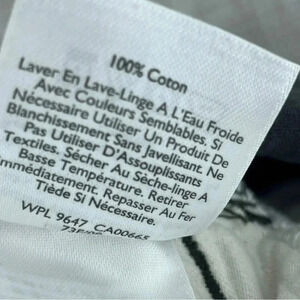 100% Coton
Laver En Lave-Linge A L'Eau Froide
Avec Couleurs Semblables. Si
Nécessaire Utiliser Un Produit De
Blanchissement Sans Javellisant. Ne
Pas Utiliser D'Assouplissants
Textiles. Sécher Au Sèche-linge A
Basse Température. Retirer
Immédiatement. Repasser Au Fer
Tiède Si Nécessaire.
WPL 9647 CA00665